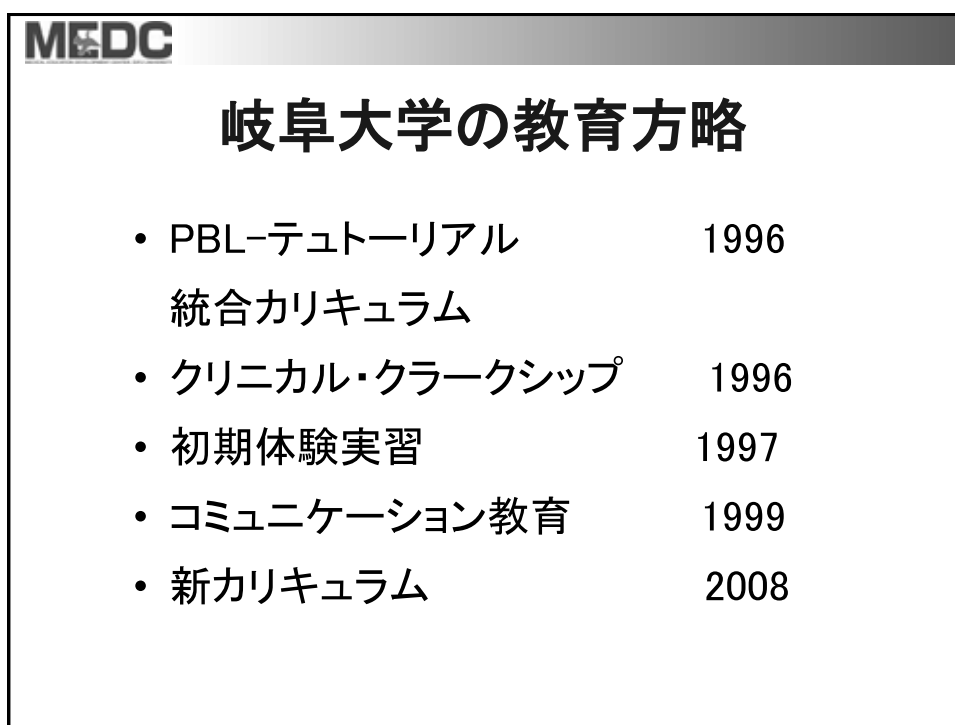 MEDC
岐阜大学の教育方略
• PBL-テュトーリアル 1996
統合カリキュラム
• クリニカル・クラークシップ 1996
• 初期体験実習 1997
• コミュニケーション教育 1999
• 新カリキュラム 2008